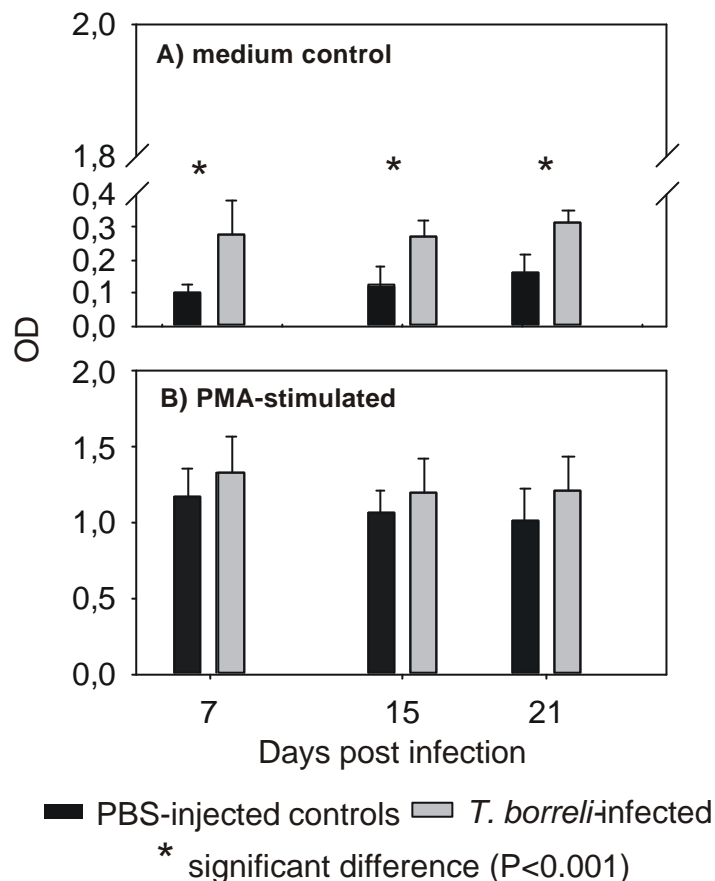 2,0
A) medium control
1,8
* * *
0,4
0,3
0,2
0,1
0,0
OD
2,0
B) PMA-stimulated
1,5
1,0
0,5
0,0
7 15 21
Days post infection
PBS-injected controls T. borreli-infected
* significant difference (P<0.001)